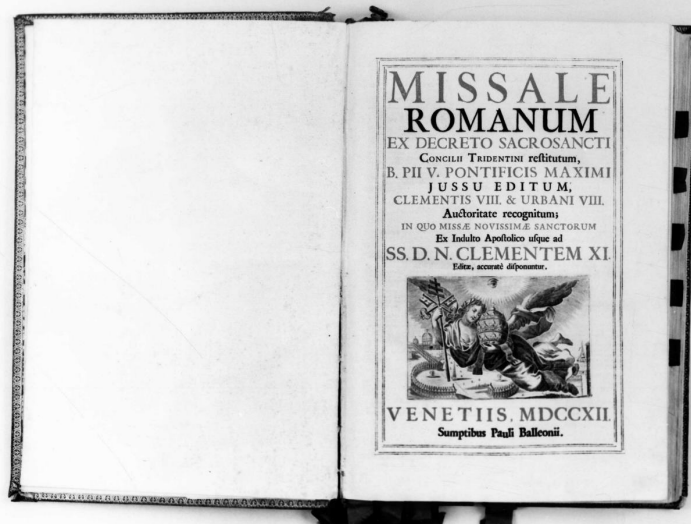 MISSALE
ROMANUM
EX DECRETO SACROSANCTI
CONCILII TRIDENTINI reſtitutum,
B. PII V. PONTIFICIS MAXIMI
JUSSU EDITUM,
CLEMENTIS VIII. & URBANI VIII.
Auctoritate recognitum;
IN QUO MISSÆ NOVISSIMÆ SANCTORUM
Ex Indulto Apoſtolico uſque ad
SS. D. N. CLEMENTEM XI.
Editæ, accuratè diſponuntur.
VENETIIS, MDCCXII.
Sumptibus Pauli Balleonii.